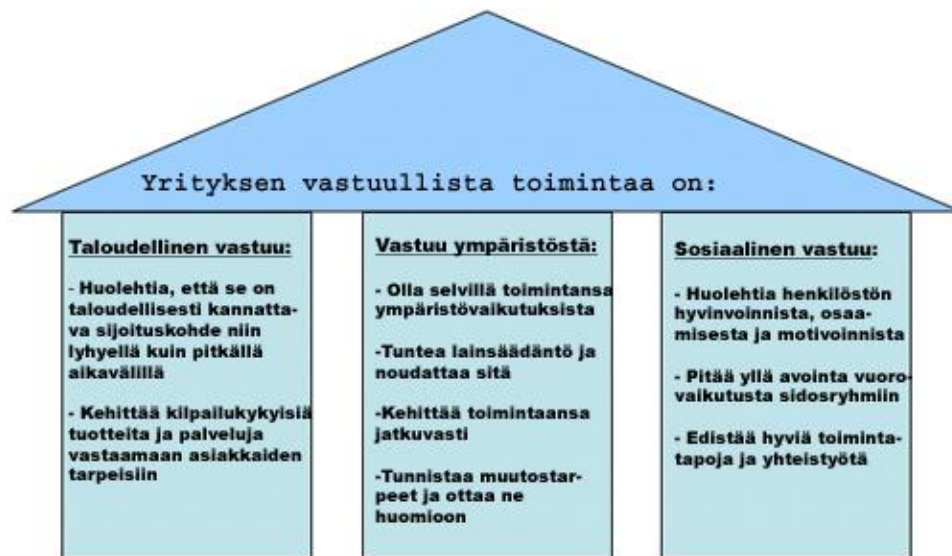 Yrityksen vastuullista toimintaa on:
Taloudellinen vastuu:
- Huolehtia, että se on
taloudellisesti kannatta-
va sijoituskohde niin
lyhyellä kuin pitkällä
aikavälillä
- Kehittää kilpailukykyisiä
tuotteita ja palveluja
vastaamaan asiakkaiden
tarpeisiin
Vastuu ympäristöstä:
- Olla selvillä toimintansa
ympäristövaikutuksista
-Tuntea lainsäädäntö ja
noudattaa sitä
-Kehittää toimintaansa
jatkuvasti
-Tunnistaa muutostar-
peet ja ottaa ne
huomioon
Sosiaalinen vastuu:
- Huolehtia henkilöstön
hyvinvoinnista, osaa-
misesta ja motivoinnista
- Pitää yllä avointa vuoro-
vaikutusta sidosryhmiin
- Edistää hyviä toiminta-
tapoja ja yhteistyötä